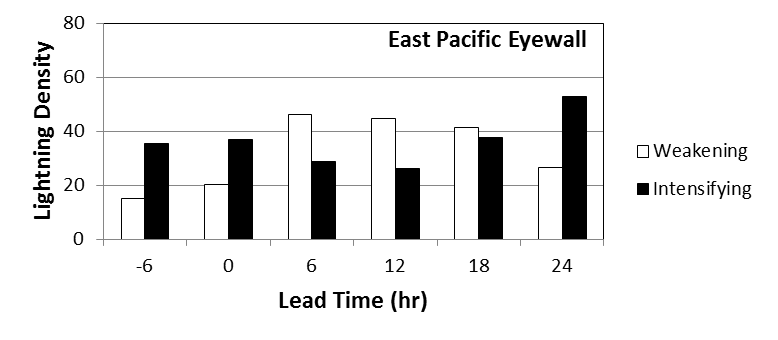 East Pacific Eyewall
Lightning Density
80
60
40
20
0
-6 0 6 12 18 24
Lead Time (hr)
Weakening
Intensifying